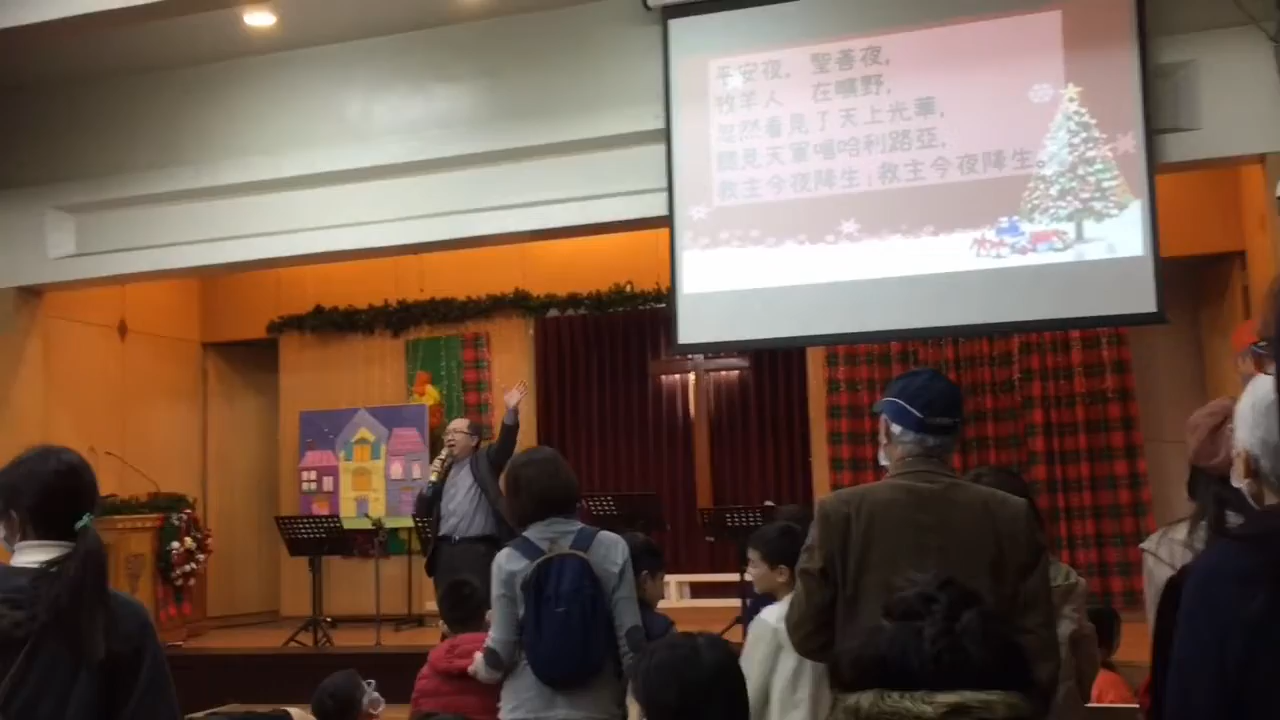 平安夜, 聖善夜,
牧羊人 在曠野,
忽然看見了天上光華,
聽見天軍唱哈利路亞,
救主今夜降生,救主今夜降生。